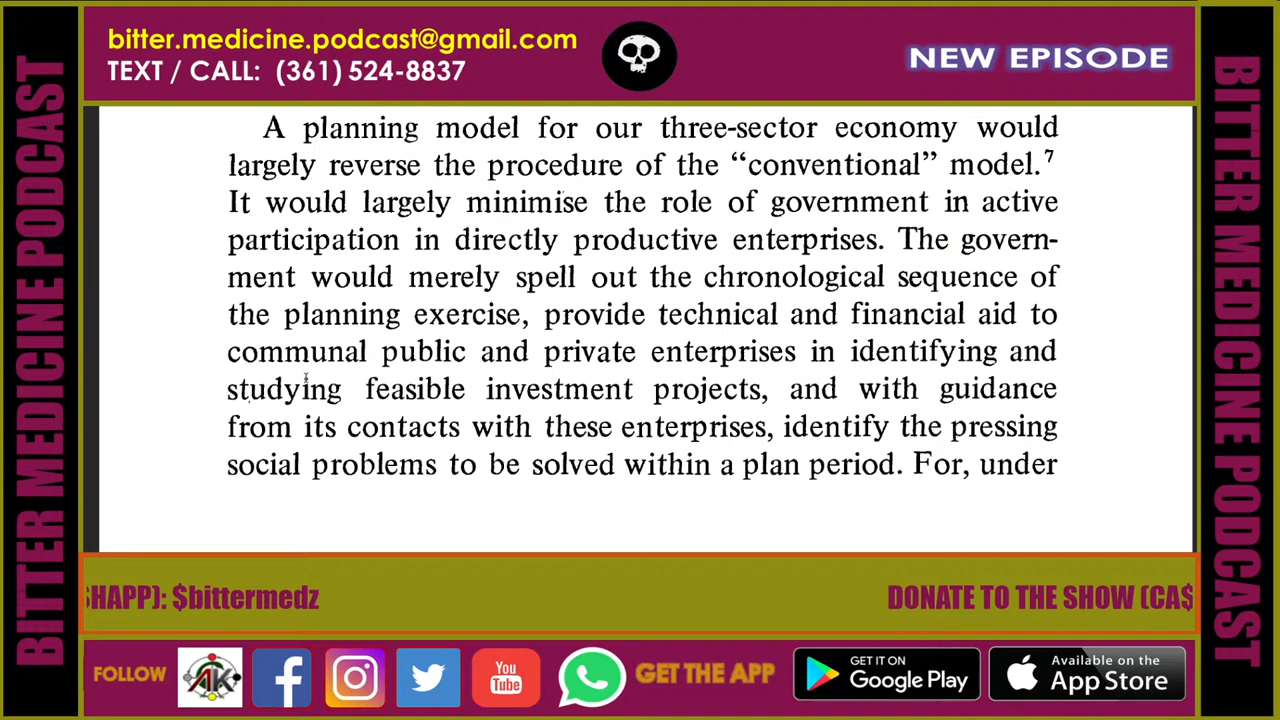 bitter.medicine.podcast@gmail.com
TEXT / CALL: (361) 524-8837
NEW EPISODE
BITTER MEDICINE PODCAST
A planning model for our three-sector economy would
largely reverse the procedure of the “conventional” model.⁷
It would largely minimise the role of government in active
participation in directly productive enterprises. The govern-
ment would merely spell out the chronological sequence of
the planning exercise, provide technical and financial aid to
communal public and private enterprises in identifying and
studying feasible investment projects, and with guidance
from its contacts with these enterprises, identify the pressing
social problems to be solved within a plan period. For, under
BITTER MEDICINE PODCAST
HAPP): $bittermedz
DONATE TO THE SHOW (CA$
FOLLOW
ATK
You
Tube
GET THE APP
GET IT ON
Google Play
Available on the
App Store